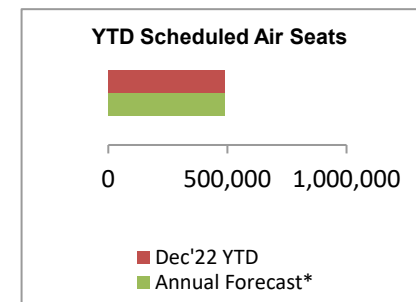 YTD Scheduled Air Seats
0 500,000 1,000,000
Dec'22 YTD
Annual Forecast*